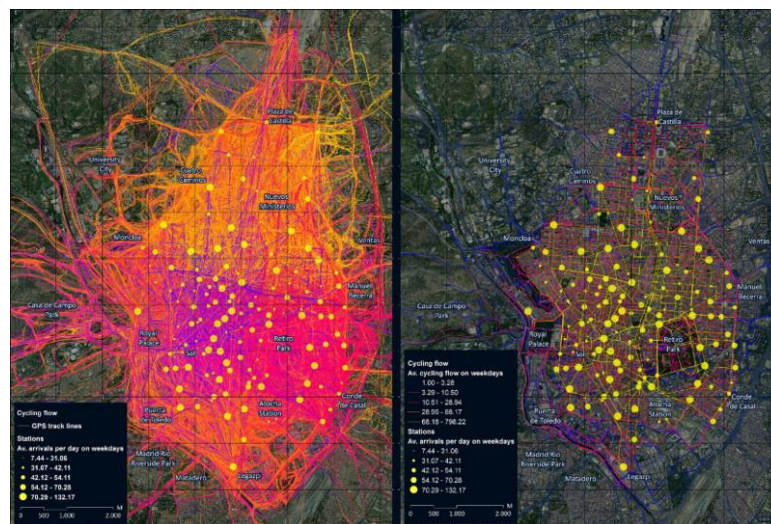 Plaza de
Castilla
University
City
Cuatro
Caminos
Nuevos
Ministerios
Moncloa
Ventas
Casa de Campo
Park
Manuel
Becerra
Royal
Palace
Retiro
Park
Sol
Puerta
de Toledo
Atocha
Station
Conde
de Casal
Madrid Rio
Riverside Park
Matadero
Legazpi
Cycling flow
GPS track lines
Stations
Av. arrivals per day on weekdays
7.44 - 31.06
31.07 - 42.11
42.12 - 54.11
54.12 - 70.28
70.29 - 132.17
0 500 1.000 2.000 M
Plaza de
Castilla
University
City
Cuatro
Caminos
Nuevos
Ministerios
Moncloa
Ventas
Casa de Campo
Park
Manuel
Becerra
Royal
Palace
Retiro
Park
Sol
Puerta
de Toledo
Atocha
Station
Conde
de Casal
Madrid Rio
Riverside Park
Matadero
Legazpi
Cycling flow
Av. cycling flow on weekdays
1.00 - 3.28
3.29 - 10.50
10.51 - 28.94
28.95 - 68.17
68.18 - 798.22
Stations
Av. arrivals per day on weekdays
7.44 - 31.06
31.07 - 42.11
42.12 - 54.11
54.12 - 70.28
70.29 - 132.17
0 500 1.000 2.000 M